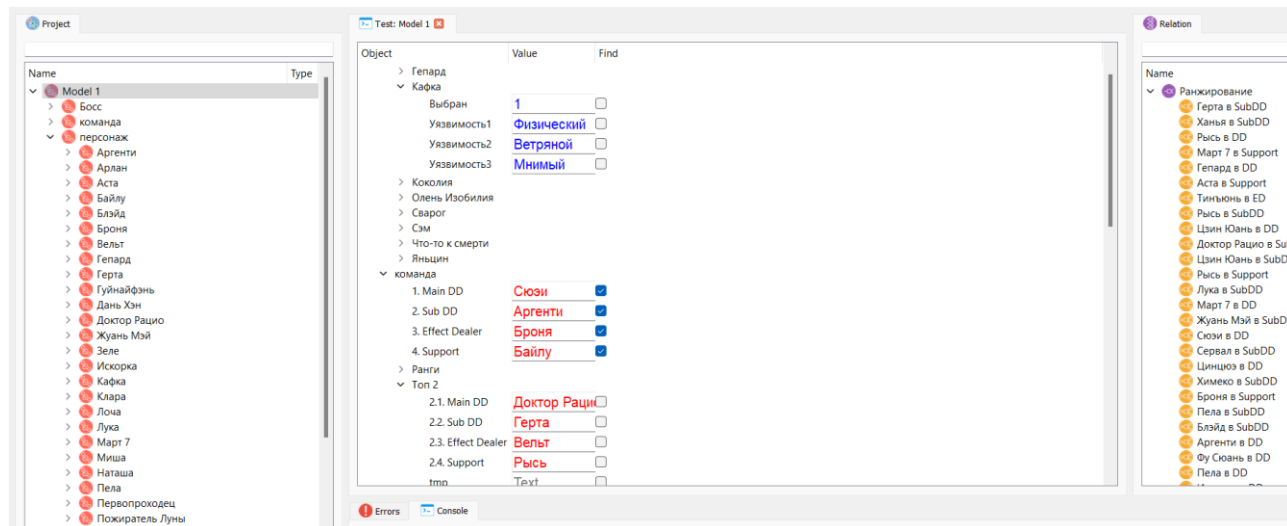 Project
Name Type
Model 1
Босс
команда
персонаж
Аргенти
Арлан
Аста
Байлу
Блэйд
Броня
Вельт
Гепард
Герта
Гуйнайфэнь
Дань Хэн
Доктор Рацио
Жуань Мэй
Зеле
Искорка
Кафка
Клара
Лоча
Лука
Март 7
Миша
Наташа
Пела
Первопроходец
Пожиратель Луны
Test: Model 1
Object Value Find
Гепард
Кафка
Выбран 1
Уязвимость1 Физический
Уязвимость2 Ветряной
Уязвимость3 Мнимый
Коколия
Олень Изобилия
Сварог
Сэм
Что-то к смерти
Яньцин
команда
1. Main DD Сюэи
2. Sub DD Аргенти
3. Effect Dealer Броня
4. Support Байлу
Ранги
Топ 2
2.1. Main DD Доктор Раци
2.2. Sub DD Герта
2.3. Effect Dealer Вельт
2.4. Support Рысь
tmp Text
Errors Console
Relation
Name
Ранжирование
Герта в SubDD
Ханья в SubDD
Рысь в DD
Март 7 в Support
Гепард в DD
Аста в Support
Тинъюнь в ED
Рысь в SubDD
Цзин Юань в DD
Доктор Рацио в Sul
Цзин Юань в SubD
Рысь в Support
Лука в SubDD
Март 7 в DD
Жуань Мэй в SubD
Сюэи в DD
Сервал в SubDD
Цинцюэ в DD
Химеко в SubDD
Броня в Support
Пела в SubDD
Блэйд в SubDD
Аргенти в DD
Фу Сюань в DD
Пела в DD